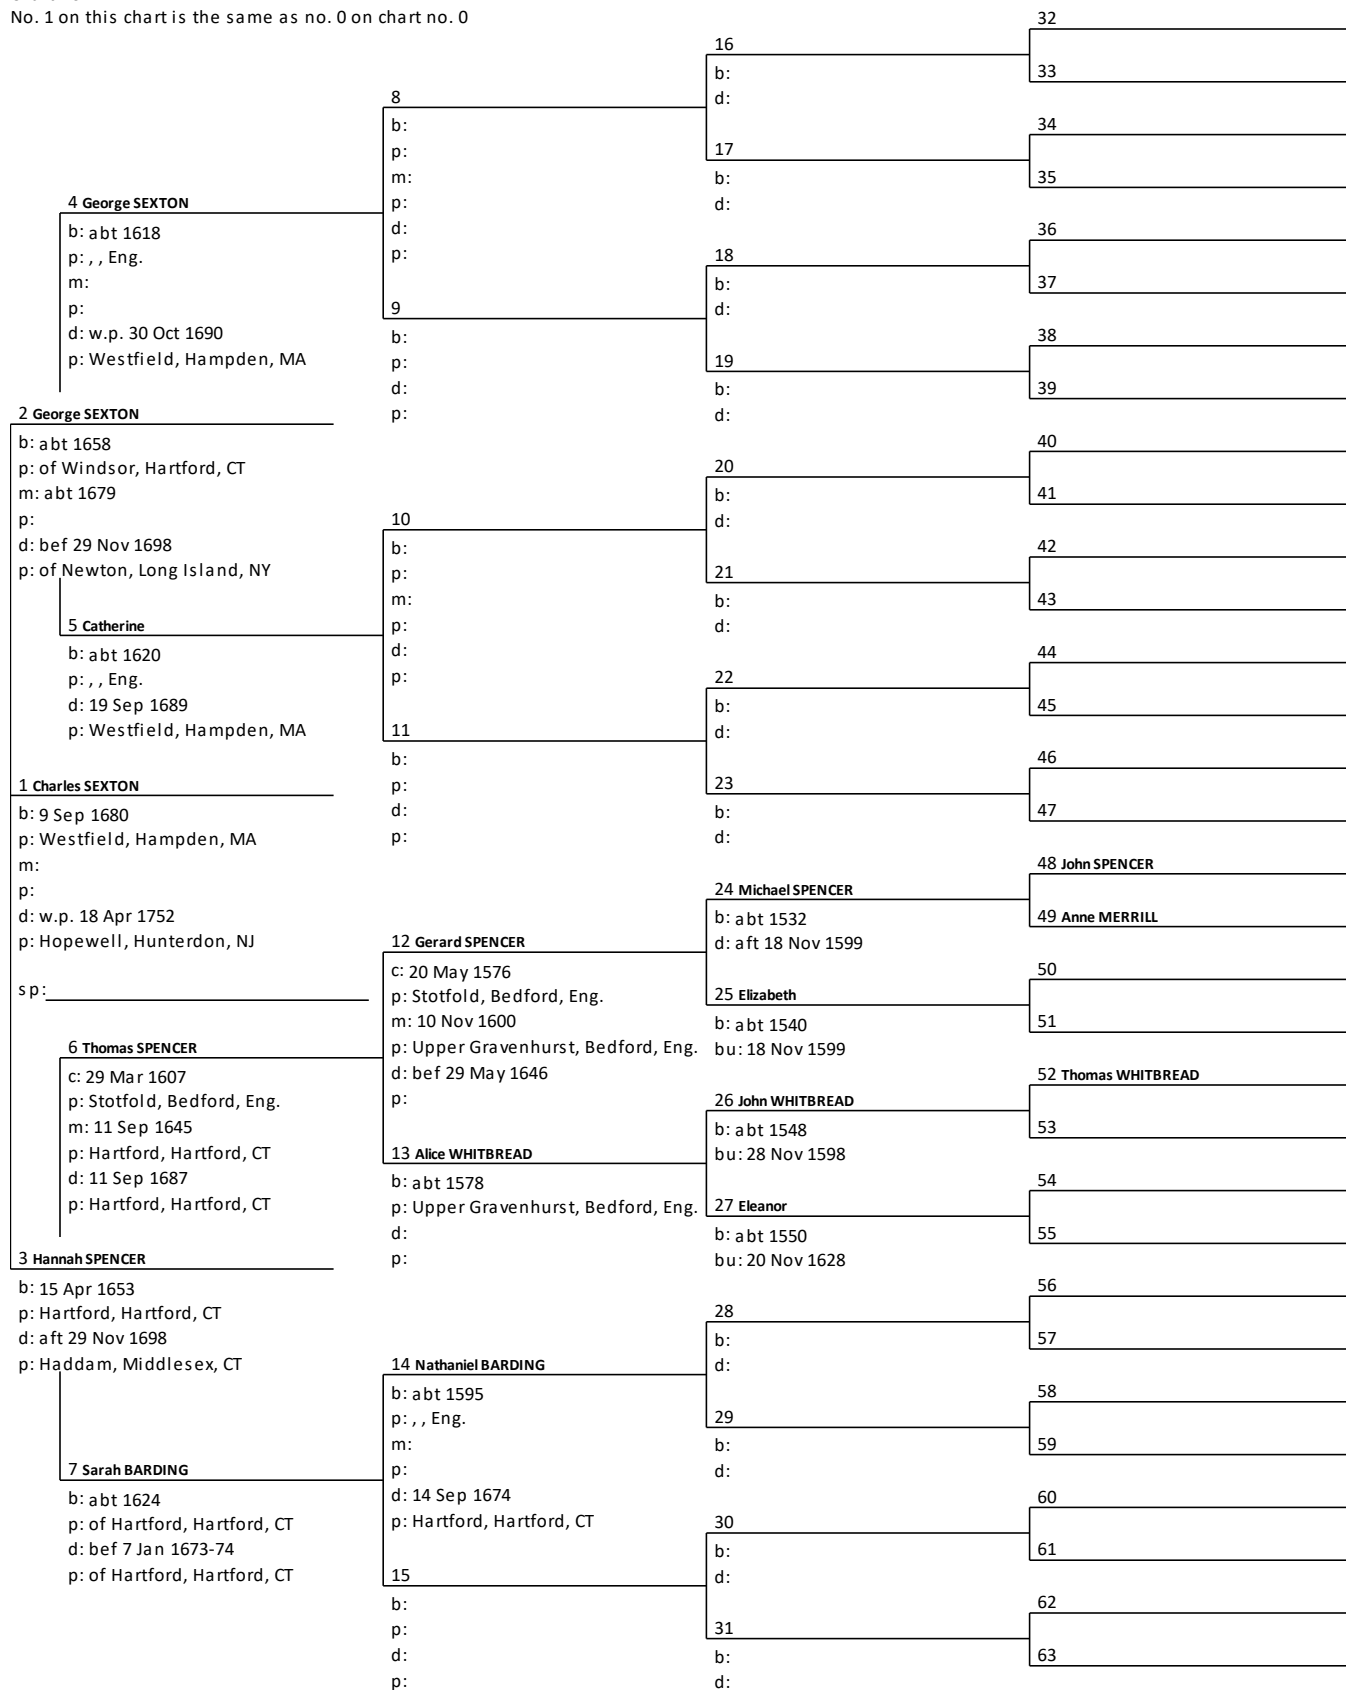 No. 1 on this chart is the same as no. 0 on chart no. 0
4 George SEXTON
b: abt 1618
p: , , Eng.
m:
p:
d: w.p. 30 Oct 1690
p: Westfield, Hampden, MA
2 George SEXTON
b: abt 1658
p: of Windsor, Hartford, CT
m: abt 1679
p:
d: bef 29 Nov 1698
p: of Newton, Long Island, NY
5 Catherine
b: abt 1620
p: , , Eng.
d: 19 Sep 1689
p: Westfield, Hampden, MA
1 Charles SEXTON
b: 9 Sep 1680
p: Westfield, Hampden, MA
m:
p:
d: w.p. 18 Apr 1752
p: Hopewell, Hunterdon, NJ
sp:
6 Thomas SPENCER
c: 29 Mar 1607
p: Stotfold, Bedford, Eng.
m: 11 Sep 1645
p: Hartford, Hartford, CT
d: 11 Sep 1687
p: Hartford, Hartford, CT
3 Hannah SPENCER
b: 15 Apr 1653
p: Hartford, Hartford, CT
d: aft 29 Nov 1698
p: Haddam, Middlesex, CT
7 Sarah BARDING
b: abt 1624
p: of Hartford, Hartford, CT
d: bef 7 Jan 1673-74
p: of Hartford, Hartford, CT
8
b:
p:
m:
p:
d:
p:
9
b:
p:
d:
p:
10
b:
p:
m:
p:
d:
p:
11
b:
p:
d:
p:
12 Gerard SPENCER
c: 20 May 1576
p: Stotfold, Bedford, Eng.
m: 10 Nov 1600
p: Upper Gravenhurst, Bedford, Eng.
d: bef 29 May 1646
p:
13 Alice WHITBREAD
b: abt 1578
p: Upper Gravenhurst, Bedford, Eng.
d:
p:
14 Nathaniel BARDING
b: abt 1595
p: , , Eng.
m:
p:
d: 14 Sep 1674
p: Hartford, Hartford, CT
15
b:
p:
d:
p:
16
b:
d:
17
b:
d:
18
b:
d:
19
b:
d:
20
b:
d:
21
b:
d:
22
b:
d:
23
b:
d:
24 Michael SPENCER
b: abt 1532
d: aft 18 Nov 1599
25 Elizabeth
b: abt 1540
bu: 18 Nov 1599
26 John WHITBREAD
b: abt 1548
bu: 28 Nov 1598
27 Eleanor
b: abt 1550
bu: 20 Nov 1628
28
b:
d:
29
b:
d:
30
b:
d:
31
b:
d:
32
33
34
35
36
37
38
39
40
41
42
43
44
45
46
47
48 John SPENCER
49 Anne MERRILL
50
51
52 Thomas WHITBREAD
53
54
55
56
57
58
59
60
61
62
63